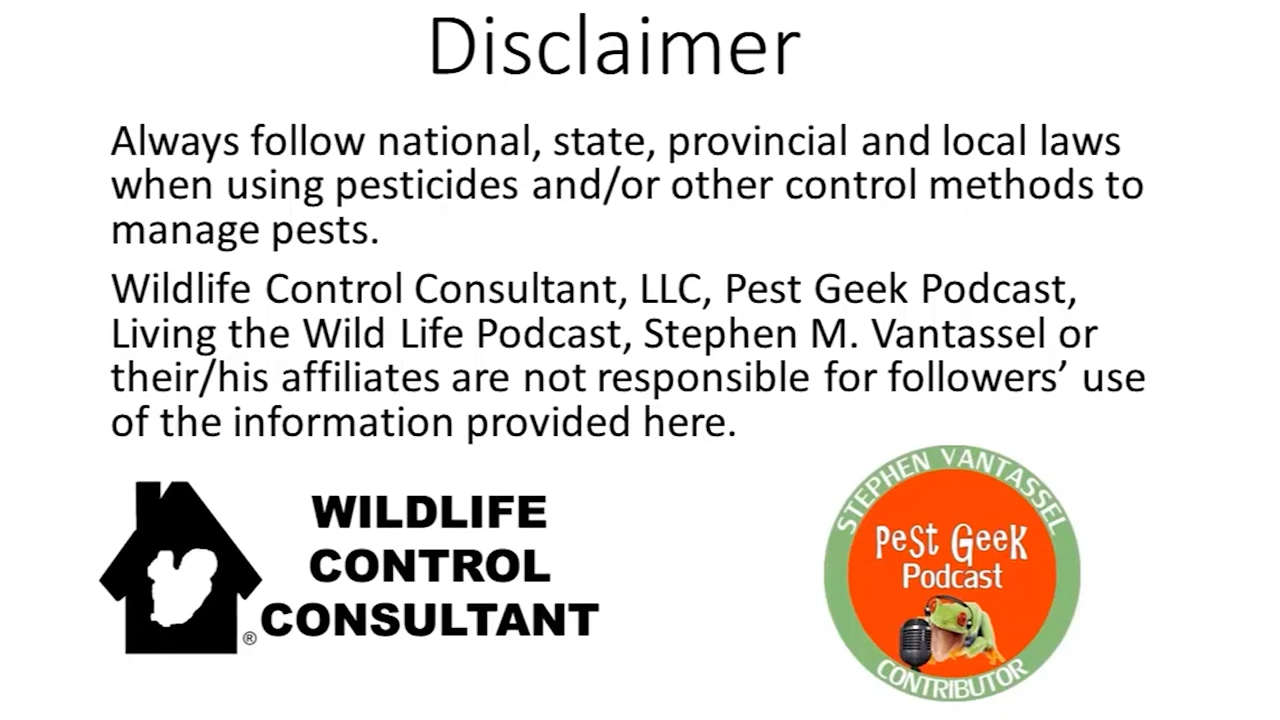 Disclaimer
Always follow national, state, provincial and local laws
when using pesticides and/or other control methods to
manage pests.
Wildlife Control Consultant, LLC, Pest Geek Podcast,
Living the Wild Life Podcast, Stephen M. Vantassel or
their/his affiliates are not responsible for followers’ use
of the information provided here.
WILDLIFE
CONTROL
®CONSULTANT
STEPHEN VANTASSEL
PeST GeeK
Podcast
CONTRIBUTOR